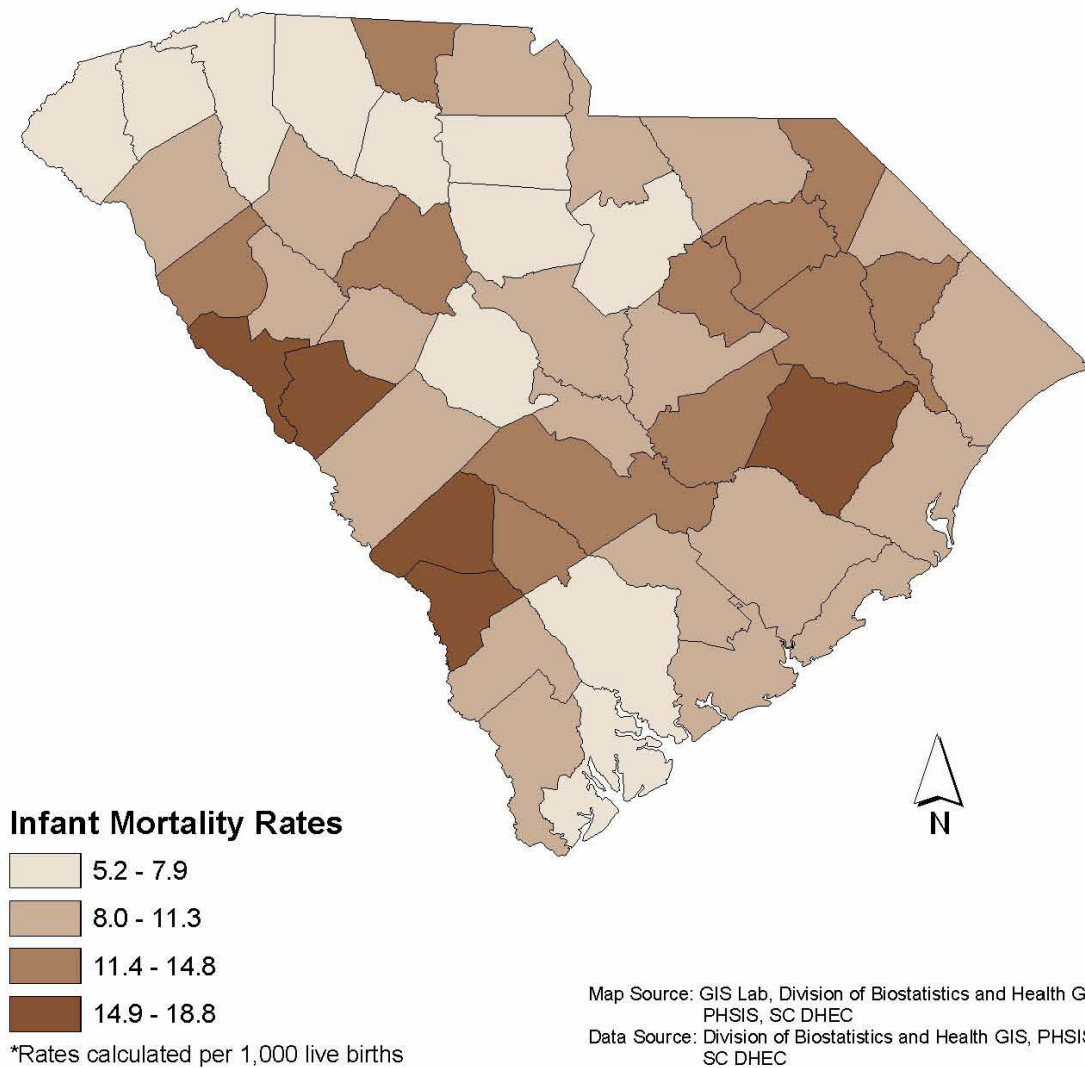 N
Infant Mortality Rates
5.2 - 7.9
8.0 - 11.3
11.4 - 14.8
14.9 - 18.8
*Rates calculated per 1,000 live births
Map Source: GIS Lab, Division of Biostatistics and Health G
PHSIS, SC DHEC
Data Source: Division of Biostatistics and Health GIS, PHSIS
SC DHEC